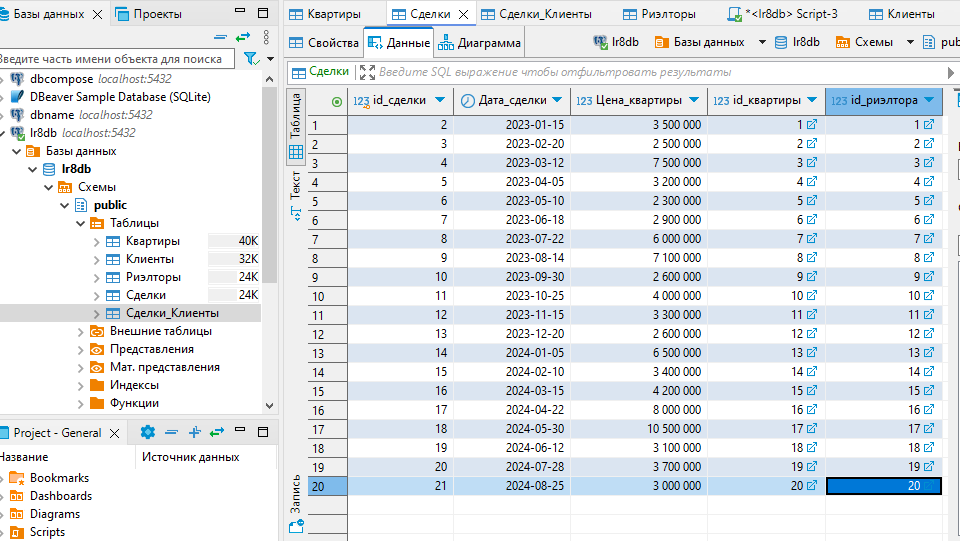 Базы данных
Проекты
Введите часть имени объекта для поиска
dbcompose localhost:5432
DBeaver Sample Database (SQLite)
dbname localhost:5432
lr8db localhost:5432
Базы данных
lr8db
Схемы
public
Таблицы
Квартиры 40K
Клиенты 32K
Риэлторы 24K
Сделки 24K
Сделки_Клиенты
Внешние таблицы
Представления
Мат. представления
Индексы
Функции
Project - General
Название Источник данных
Bookmarks
Dashboards
Diagrams
Scripts
Квартиры Сделки Сделки_Клиенты Риэлторы *<lr8db> Script-3 Клиенты
Свойства Данные Диаграмма lr8db Базы данных lr8db Схемы
Сделки Введите SQL выражение чтобы отфильтровать результаты
Таблица
Текст
Запись
123 id_сделки Дата_сделки 123 Цена_квартиры 123 id_квартиры 123 id_риэлтора
1 2 2023-01-15 3 500 000 1 1
2 3 2023-02-20 2 500 000 2 2
3 4 2023-03-12 7 500 000 3 3
4 5 2023-04-05 3 200 000 4 4
5 6 2023-05-10 2 300 000 5 5
6 7 2023-06-18 2 900 000 6 6
7 8 2023-07-22 6 000 000 7 7
8 9 2023-08-14 7 100 000 8 8
9 10 2023-09-30 2 600 000 9 9
10 11 2023-10-25 4 000 000 10 10
11 12 2023-11-15 3 300 000 11 11
12 13 2023-12-20 2 600 000 12 12
13 14 2024-01-05 6 500 000 13 13
14 15 2024-02-10 3 400 000 14 14
15 16 2024-03-15 4 200 000 15 15
16 17 2024-04-22 8 000 000 16 16
17 18 2024-05-30 10 500 000 17 17
18 19 2024-06-12 3 100 000 18 18
19 20 2024-07-28 3 700 000 19 19
20 21 2024-08-25 3 000 000 20 20